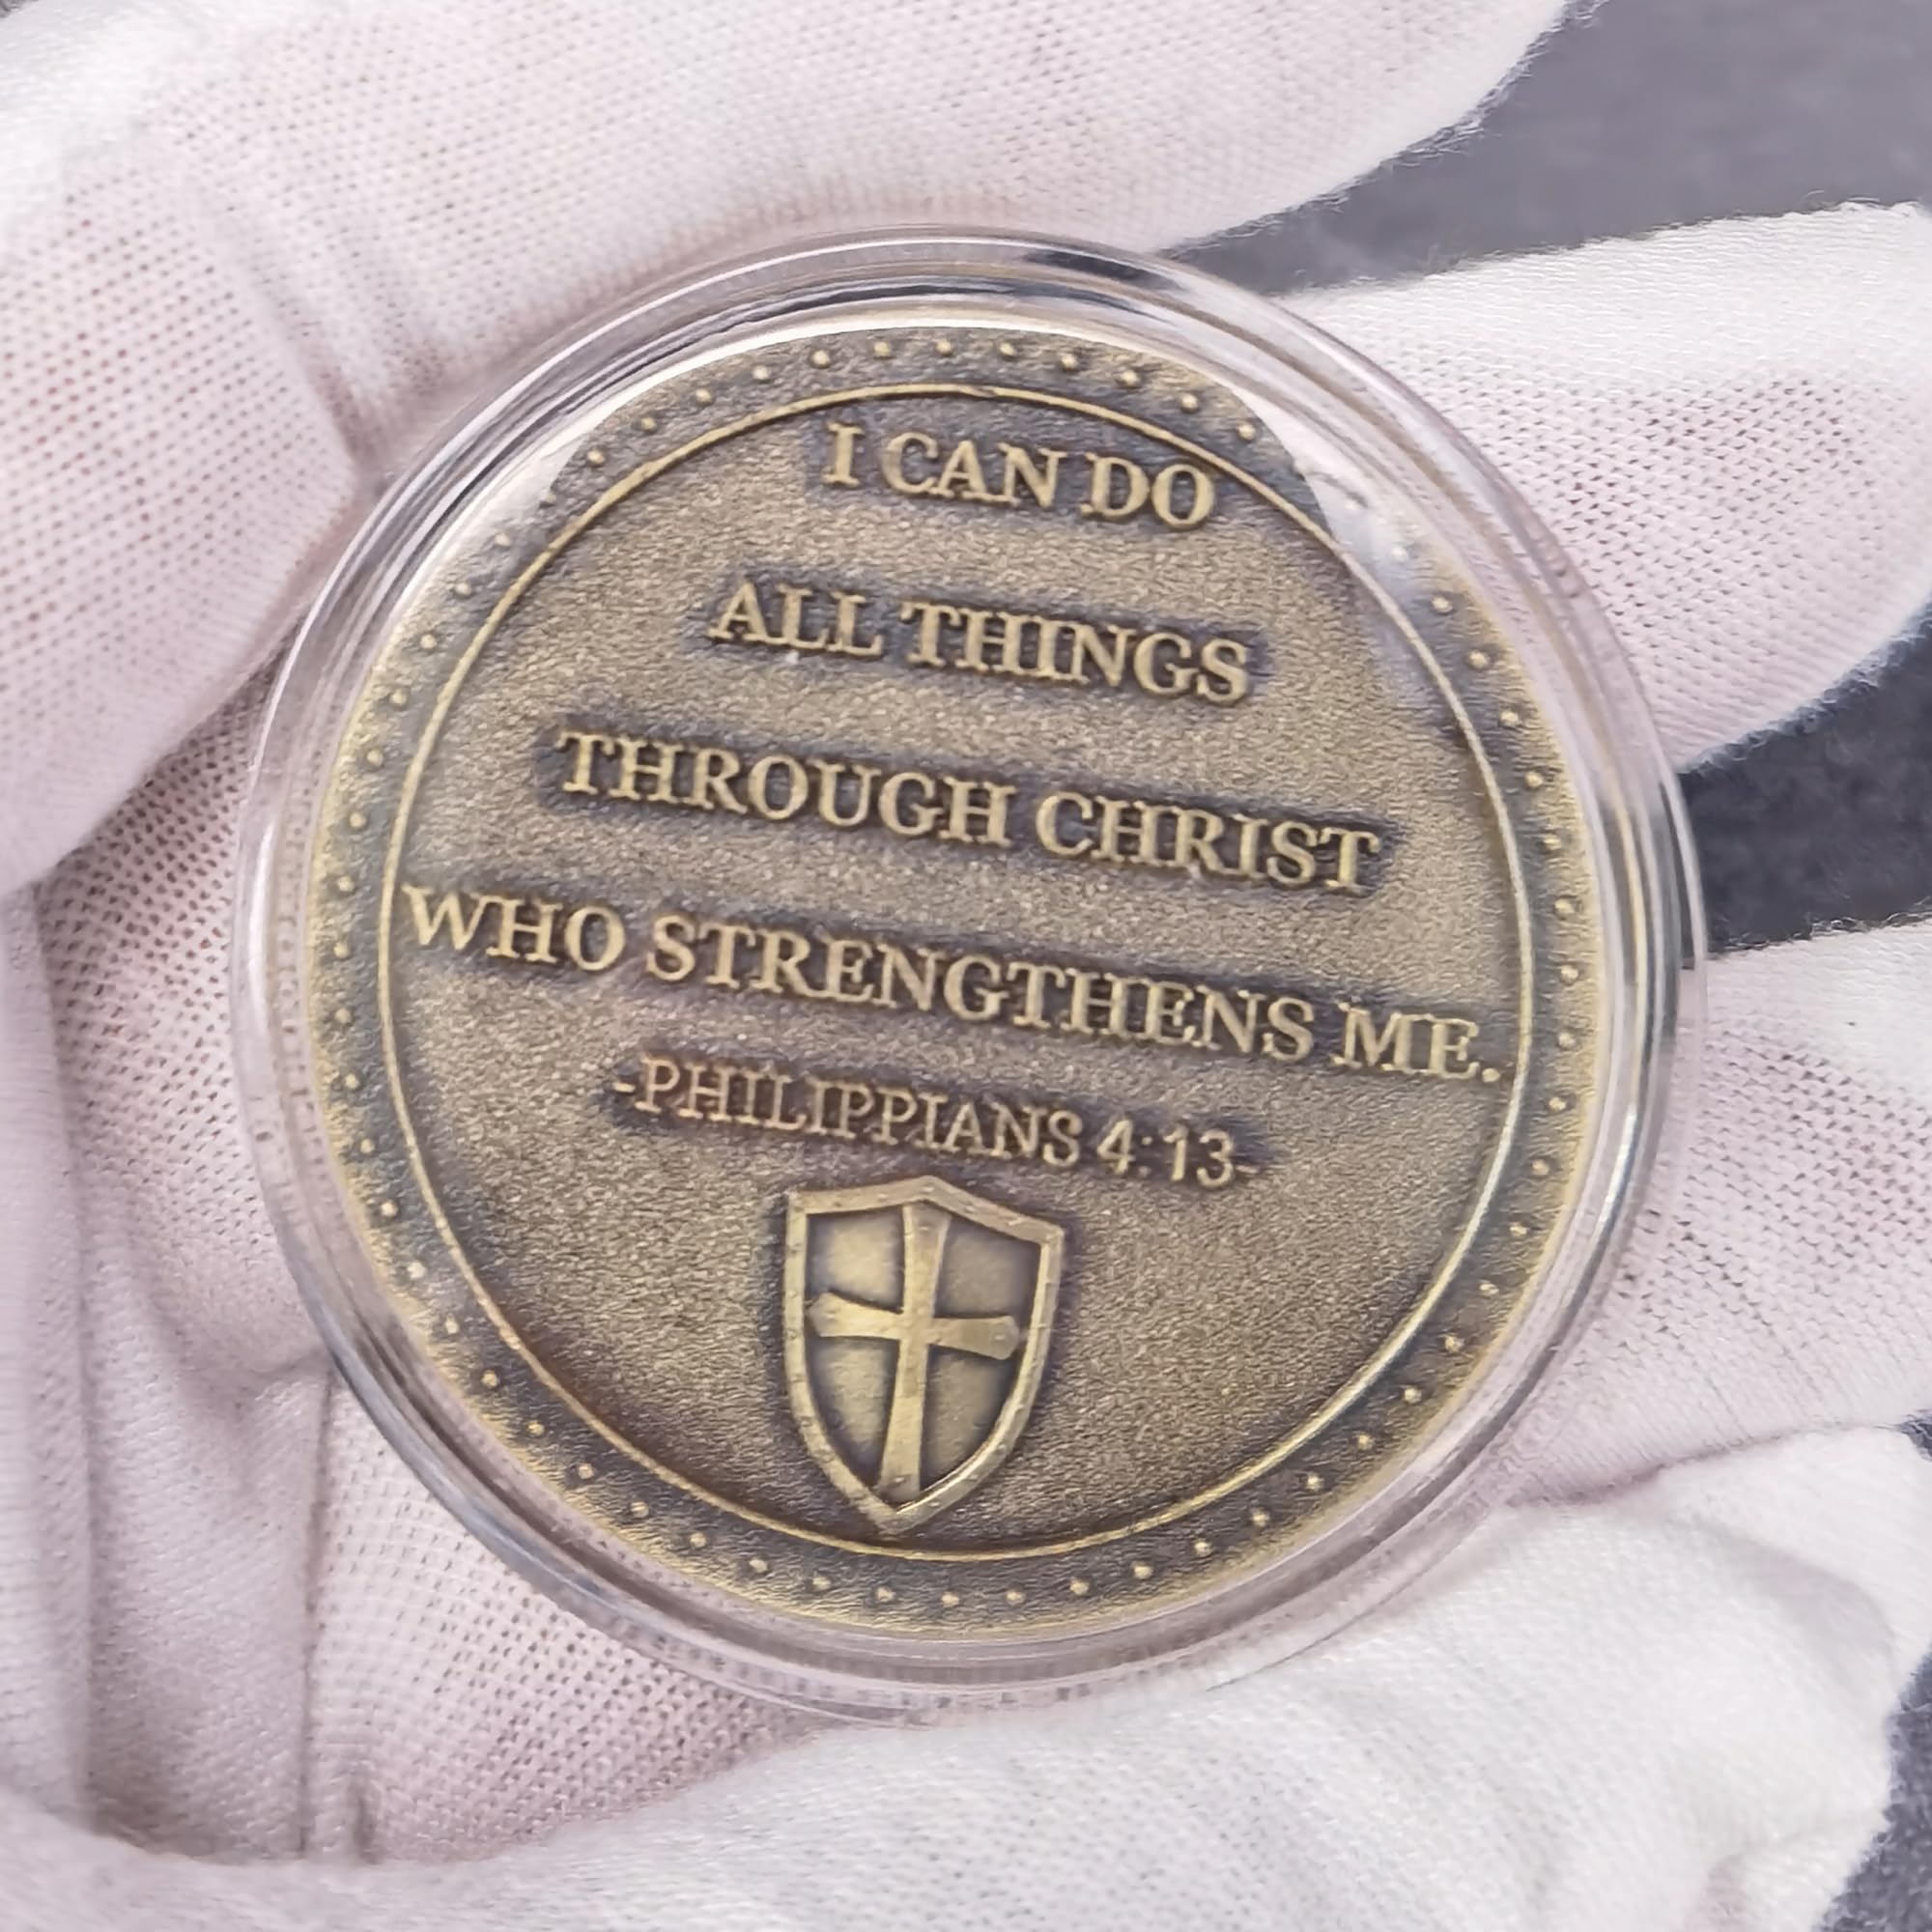 I CAN DO
ALL THINGS
THROUGH CHRIST
WHO STRENGTHENS ME.
-PHILIPPIANS 4:13-